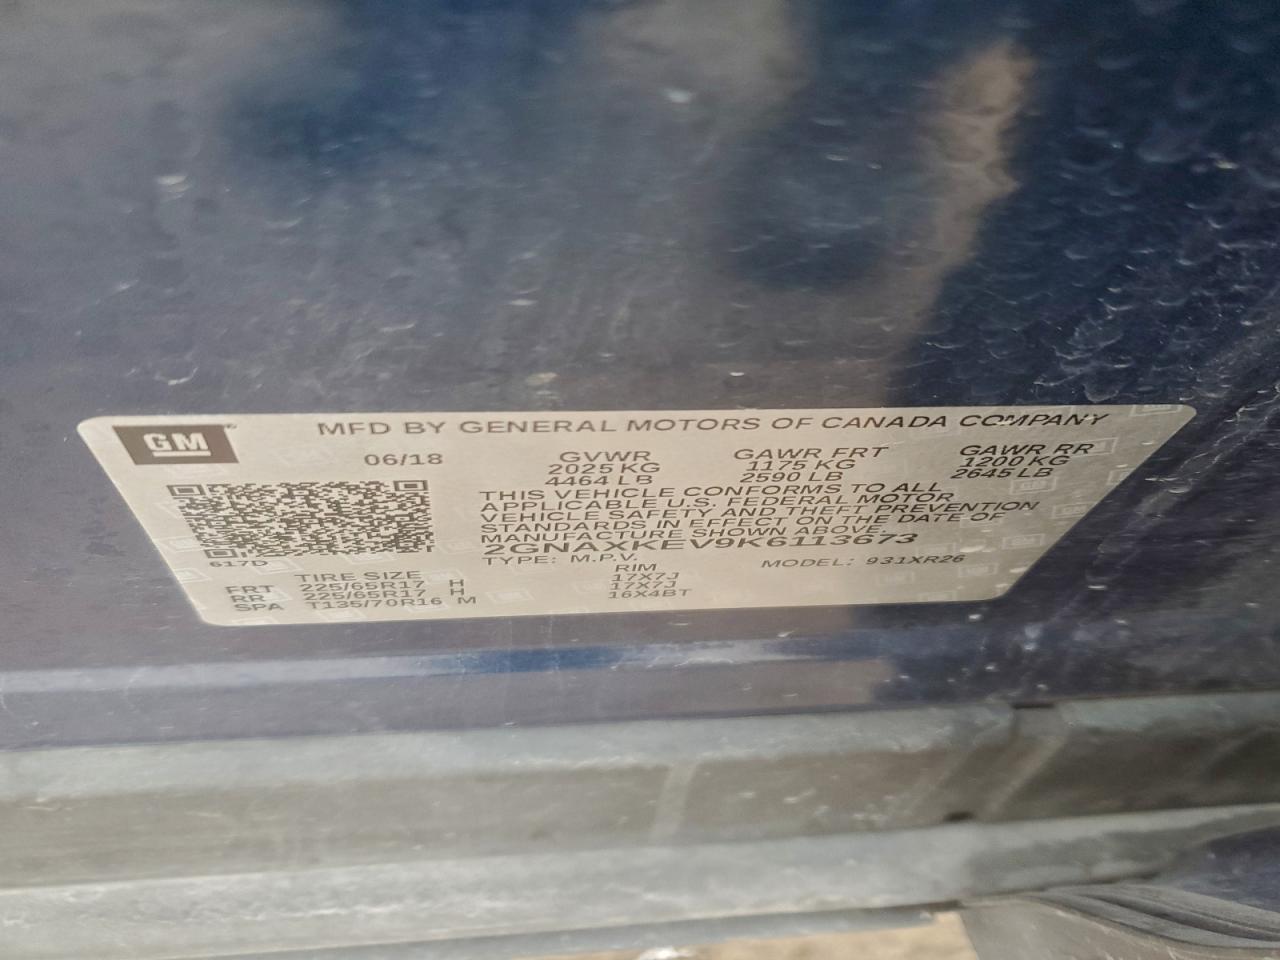 GM
MFD BY GENERAL MOTORS OF CANADA COMPANY
06/18
GVWR GAWR FRT GAWR RR
2025 KG 1175 KG 1200 KG
4464 LB 2590 LB 2645 LB
THIS VEHICLE CONFORMS TO ALL
APPLICABLE U.S. FEDERAL MOTOR
VEHICLE SAFETY AND THEFT PREVENTION
STANDARDS IN EFFECT ON THE DATE OF
MANUFACTURE SHOWN ABOVE.
2GNAXKEV9K6113673
617D
TYPE: M.P.V. MODEL: 931XR26
TIRE SIZE RIM
FRT 225/65R17 H 17X7J
RR 225/65R17 H 17X7J
SPA T135/70R16 M 16X4BT